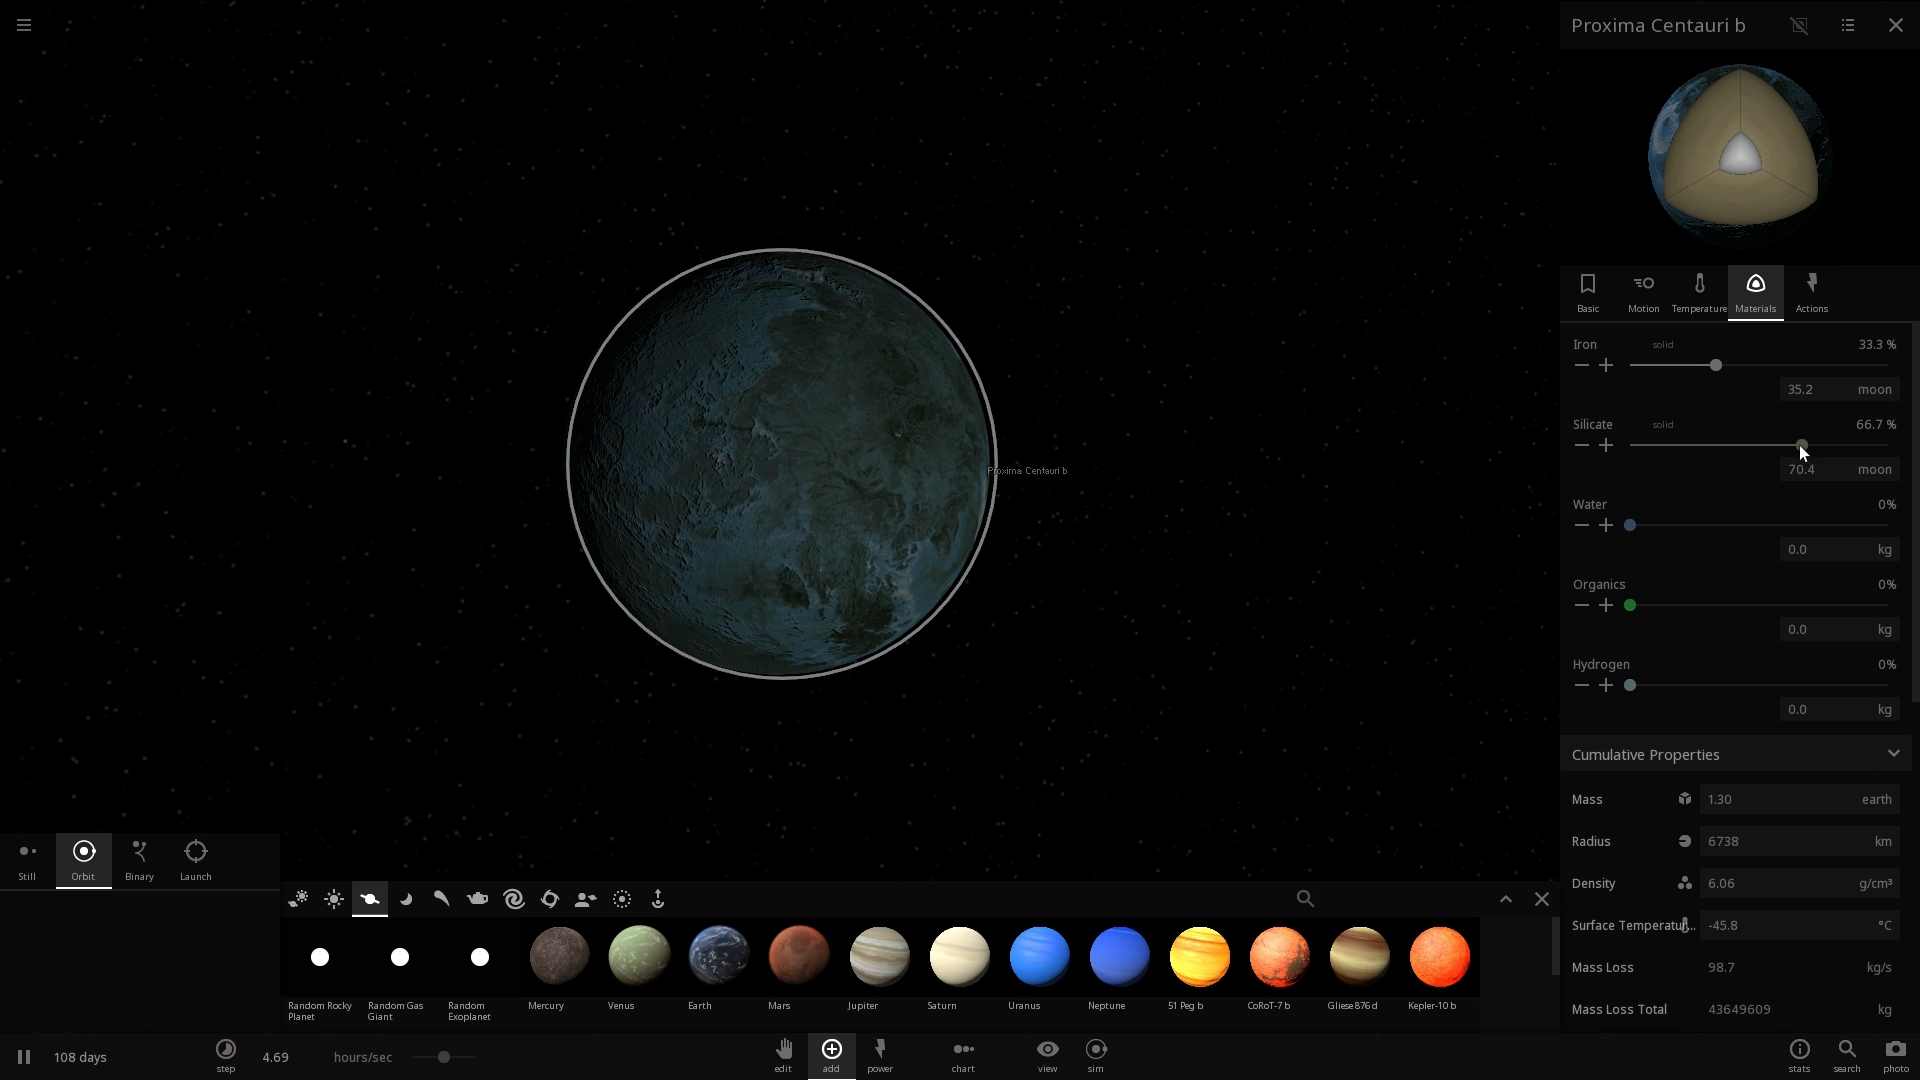 Proxima Centauri b
Basic Motion Temperature Materials Actions
Iron solid 33.3 %
35.2 moon
Silicate solid 66.7 %
70.4 moon
Water 0%
0.0 kg
Organics 0%
0.0 kg
Hydrogen 0%
0.0 kg
Cumulative Properties
Mass 1.30 earth
Radius 6738 km
Density 6.06 g/cm³
Surface Temperatur... -45.8 °C
Mass Loss 98.7 kg/s
Mass Loss Total 43649609 kg
Proxima Centauri b
Still Orbit Binary Launch
Random Rocky Planet
Random Gas Giant
Random Exoplanet
Mercury
Venus
Earth
Mars
Jupiter
Saturn
Uranus
Neptune
51 Peg b
CoRoT-7 b
Gliese 876 d
Kepler-10 b
108 days step 4.69 hours/sec edit add power chart view sim stats search photo